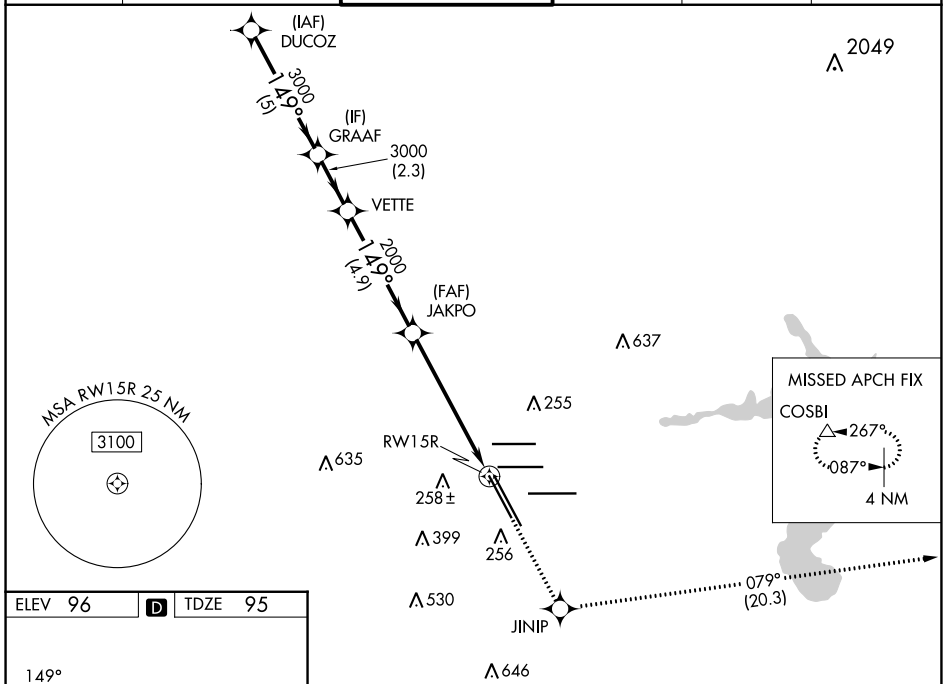 (IAF)
DUCOZ
2049
3000
149°
(5)
(IF)
GRAAF
3000
(2.3)
VETTE
2000
149°
(4.9)
(FAF)
JAKPO
637
MISSED APCH FIX
COSBI
267°
087°
4 NM
MSA RW15R 25 NM
3100
255
RW15R
635
258±
399
256
079°
(20.3)
530
JINIP
646
ELEV 96
D
TDZE 95
149°